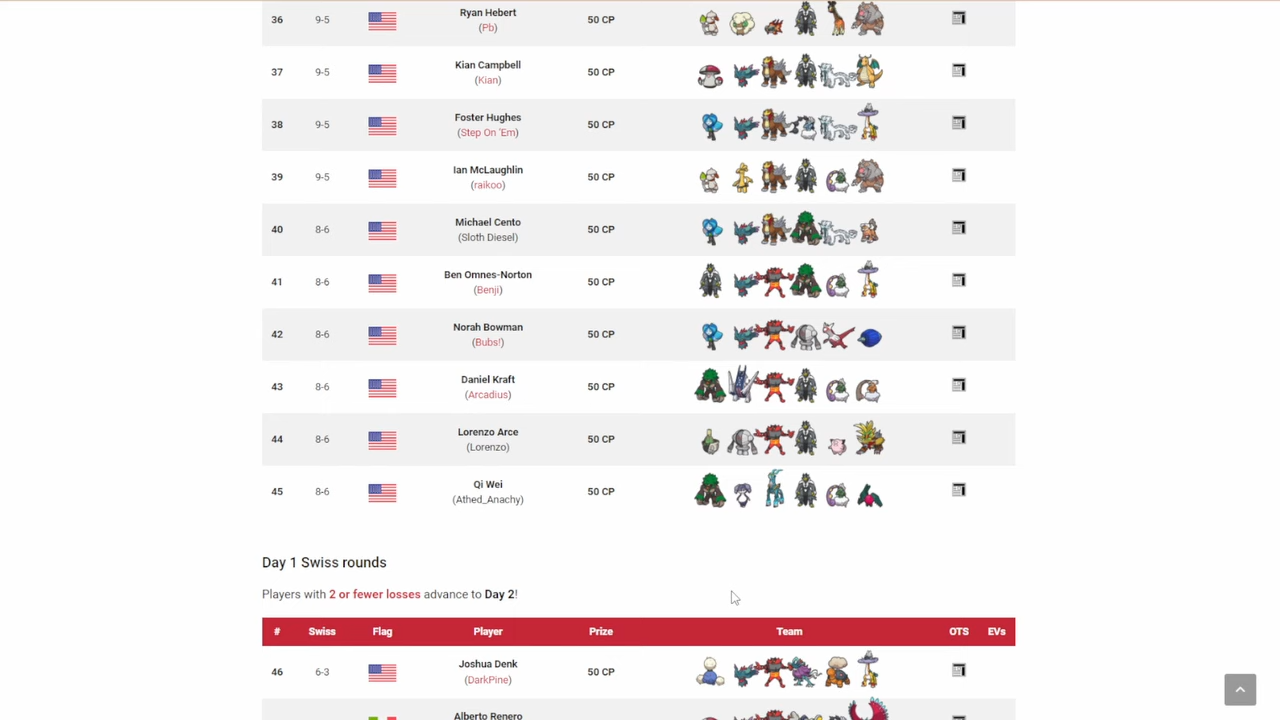 36 9-5 Ryan Hebert 50 CP
(Pb)
37 9-5 Kian Campbell 50 CP
(Kian)
38 9-5 Foster Hughes 50 CP
(Step On 'Em)
39 9-5 Ian McLaughlin 50 CP
(raikoo)
40 8-6 Michael Cento 50 CP
(Sloth Diesel)
41 8-6 Ben Omnes-Norton 50 CP
(Benji)
42 8-6 Norah Bowman 50 CP
(Bubs!)
43 8-6 Daniel Kraft 50 CP
(Arcadius)
44 8-6 Lorenzo Arce 50 CP
(Lorenzo)
45 8-6 Qi Wei 50 CP
(Athed_Anachy)
Day 1 Swiss rounds
Players with 2 or fewer losses advance to Day 2!
# Swiss Flag Player Prize Team OTS EVs
46 6-3 Joshua Denk 50 CP
(DarkPine)
Alberto Renero